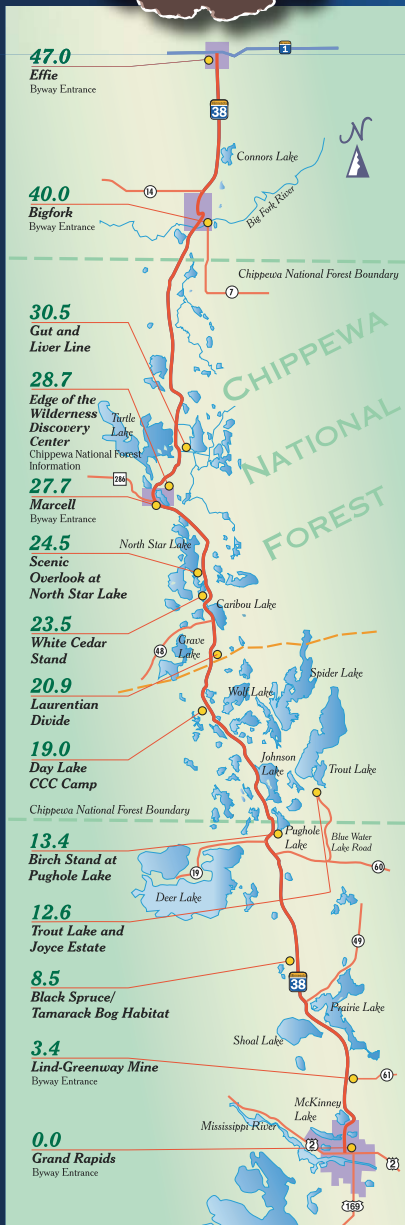 47.0
Effie
Byway Entrance
1
38
Connors Lake
N
14
40.0
Bigfork
Byway Entrance
Big Fork River
Chippewa National Forest Boundary
7
30.5
Gut and
Liver Line
CHIPPEWA
NATIONAL
FOREST
28.7
Edge of the
Wilderness
Discovery
Center
Chippewa National Forest
Information
Turtle
Lake
286
27.7
Marcell
Byway Entrance
24.5
Scenic
Overlook at
North Star Lake
North Star Lake
Caribou Lake
23.5
White Cedar
Stand
Grave
Lake
48
20.9
Laurentian
Divide
Spider Lake
Wolf Lake
19.0
Day Lake
CCC Camp
Johnson
Lake
Trout Lake
Chippewa National Forest Boundary
13.4
Birch Stand at
Pughole Lake
Pughole
Lake
Blue Water
Lake Road
60
19
Deer Lake
12.6
Trout Lake and
Joyce Estate
49
8.5
Black Spruce/
Tamarack Bog Habitat
38
Prairie Lake
Shoal Lake
3.4
Lind-Greenway Mine
Byway Entrance
61
McKinney
Lake
Mississippi River
2
0.0
Grand Rapids
Byway Entrance
2
169